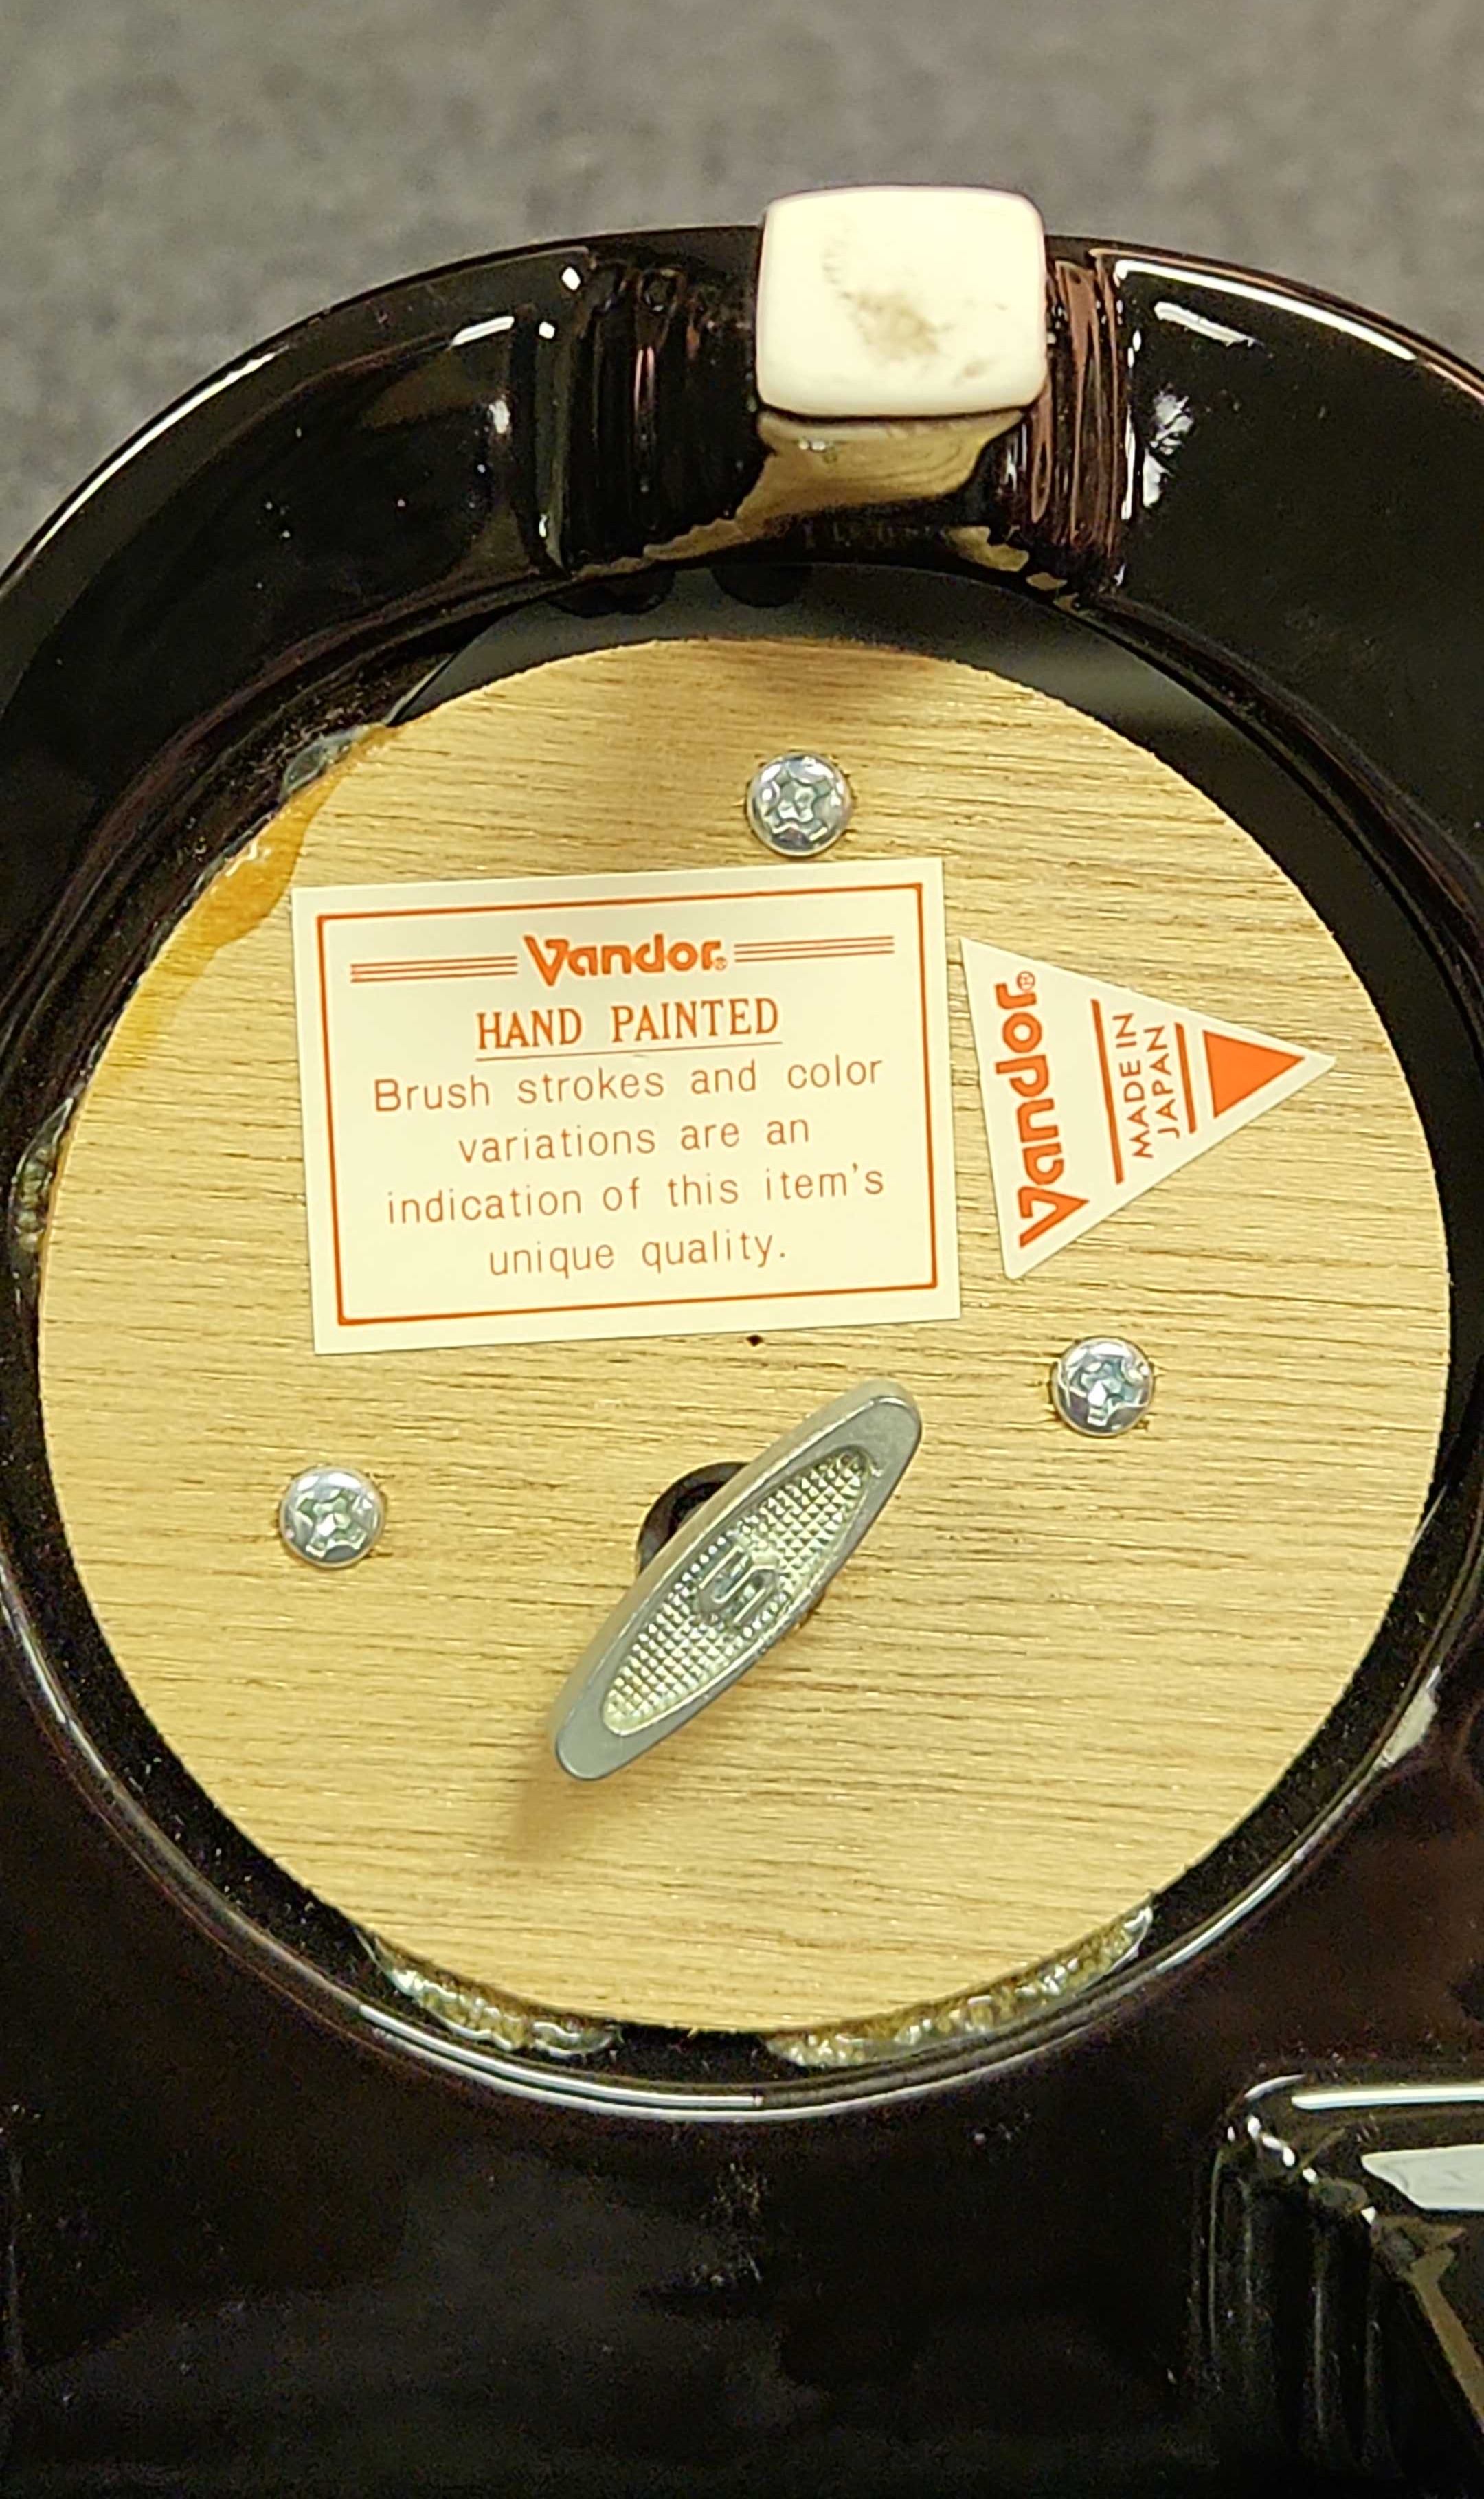 Vandor®
HAND PAINTED
Brush strokes and color
variations are an
indication of this item's
unique quality.
Vandor®
MADE IN
JAPAN
S